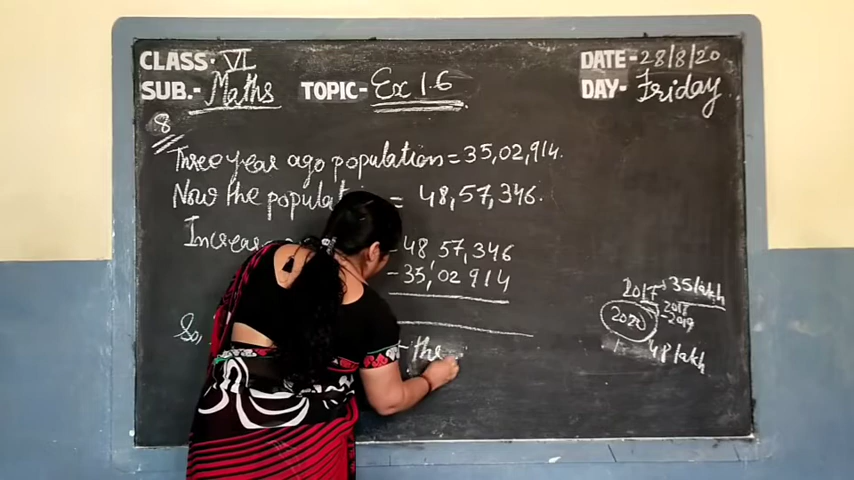 CLASS - VI
SUB.- Maths TOPIC- Ex 1.6
DATE - 28/8/20
DAY- Friday
8
Three year ago population = 35,02,914.
Now the populat = 48,57,346.
Increas
48,57,346
- 35,02 914
So, the
2017 → 35 lakh
2018
2020 - 2019
48 lakh